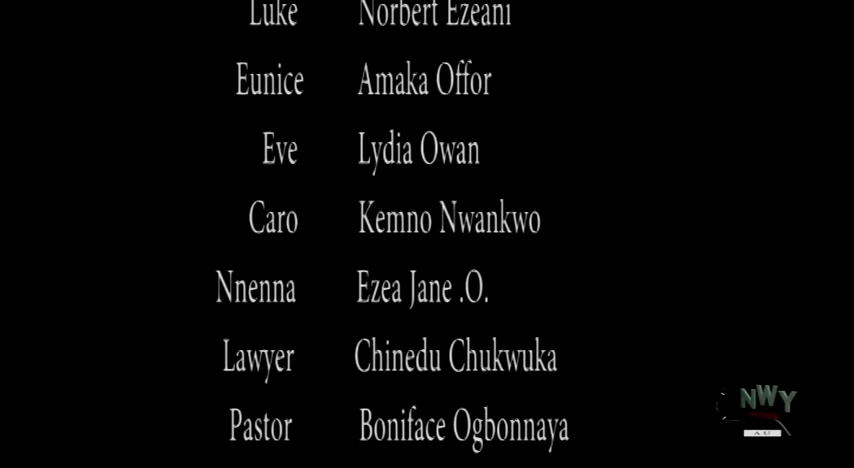 Luke Norbert Ezeani
Eunice Amaka Offor
Eve Lydia Owan
Caro Kemno Nwankwo
Nnenna Ezea Jane .O.
Lawyer Chinedu Chukwuka
Pastor Boniface Ogbonnaya
NWY